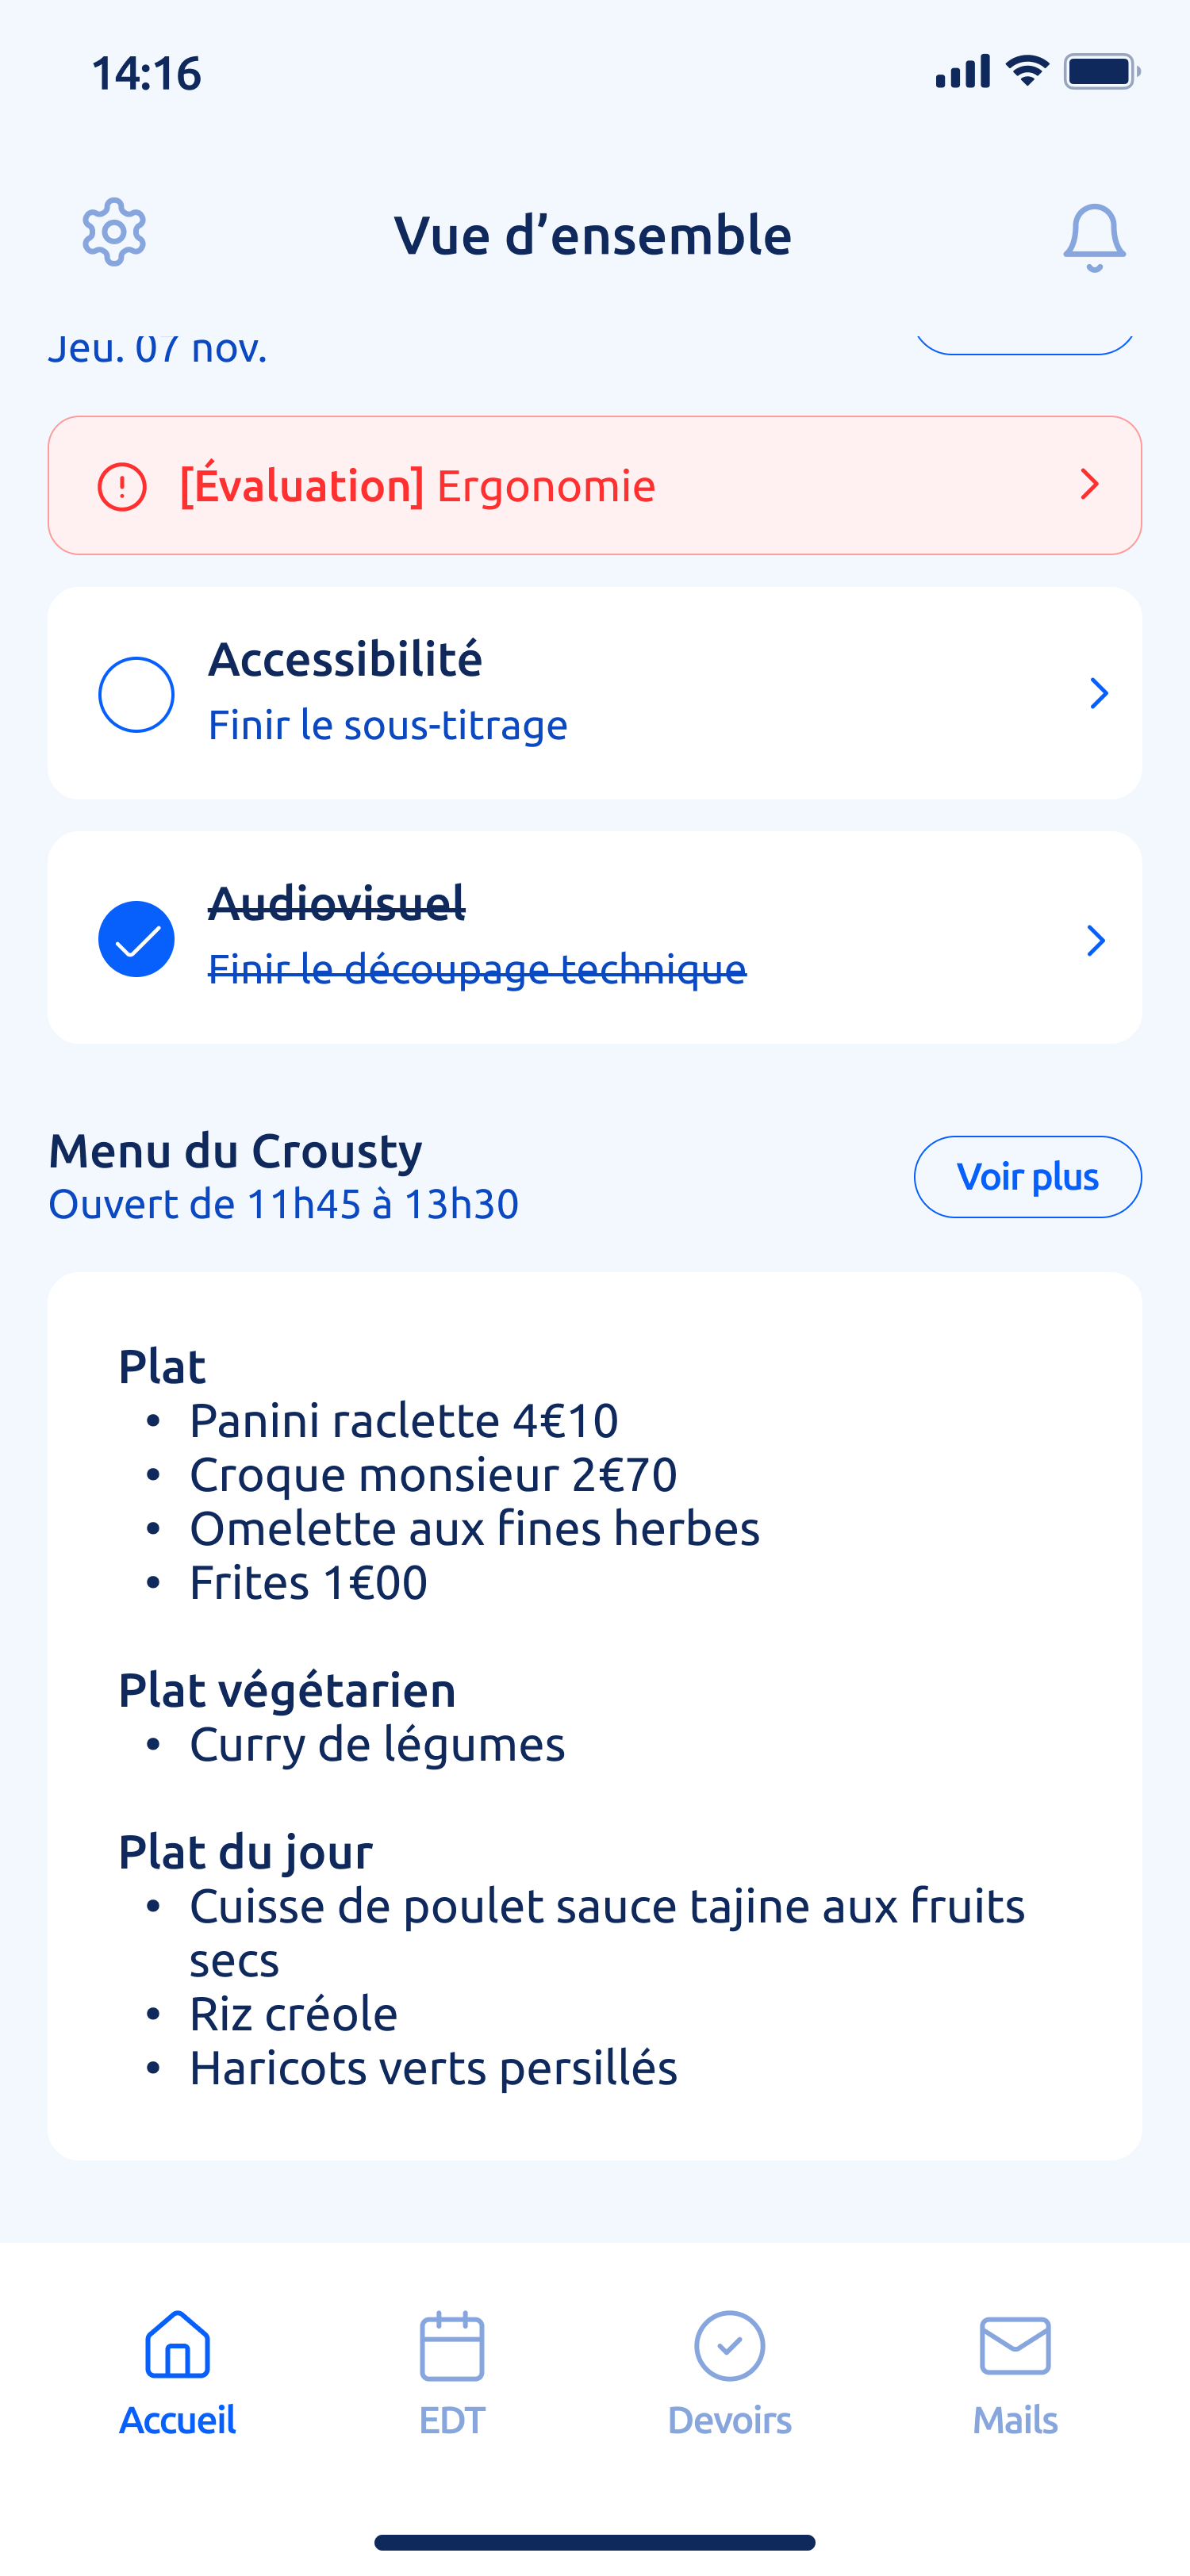 14:16
Vue d’ensemble
Jeu. 07 nov.
[Évaluation] Ergonomie
Accessibilité
Finir le sous-titrage
Audiovisuel
Finir le découpage technique
Menu du Crousty
Ouvert de 11h45 à 13h30
Voir plus
Plat
• Panini raclette 4€10
• Croque monsieur 2€70
• Omelette aux fines herbes
• Frites 1€00
Plat végétarien
• Curry de légumes
Plat du jour
• Cuisse de poulet sauce tajine aux fruits
secs
• Riz créole
• Haricots verts persillés
Accueil
EDT
Devoirs
Mails